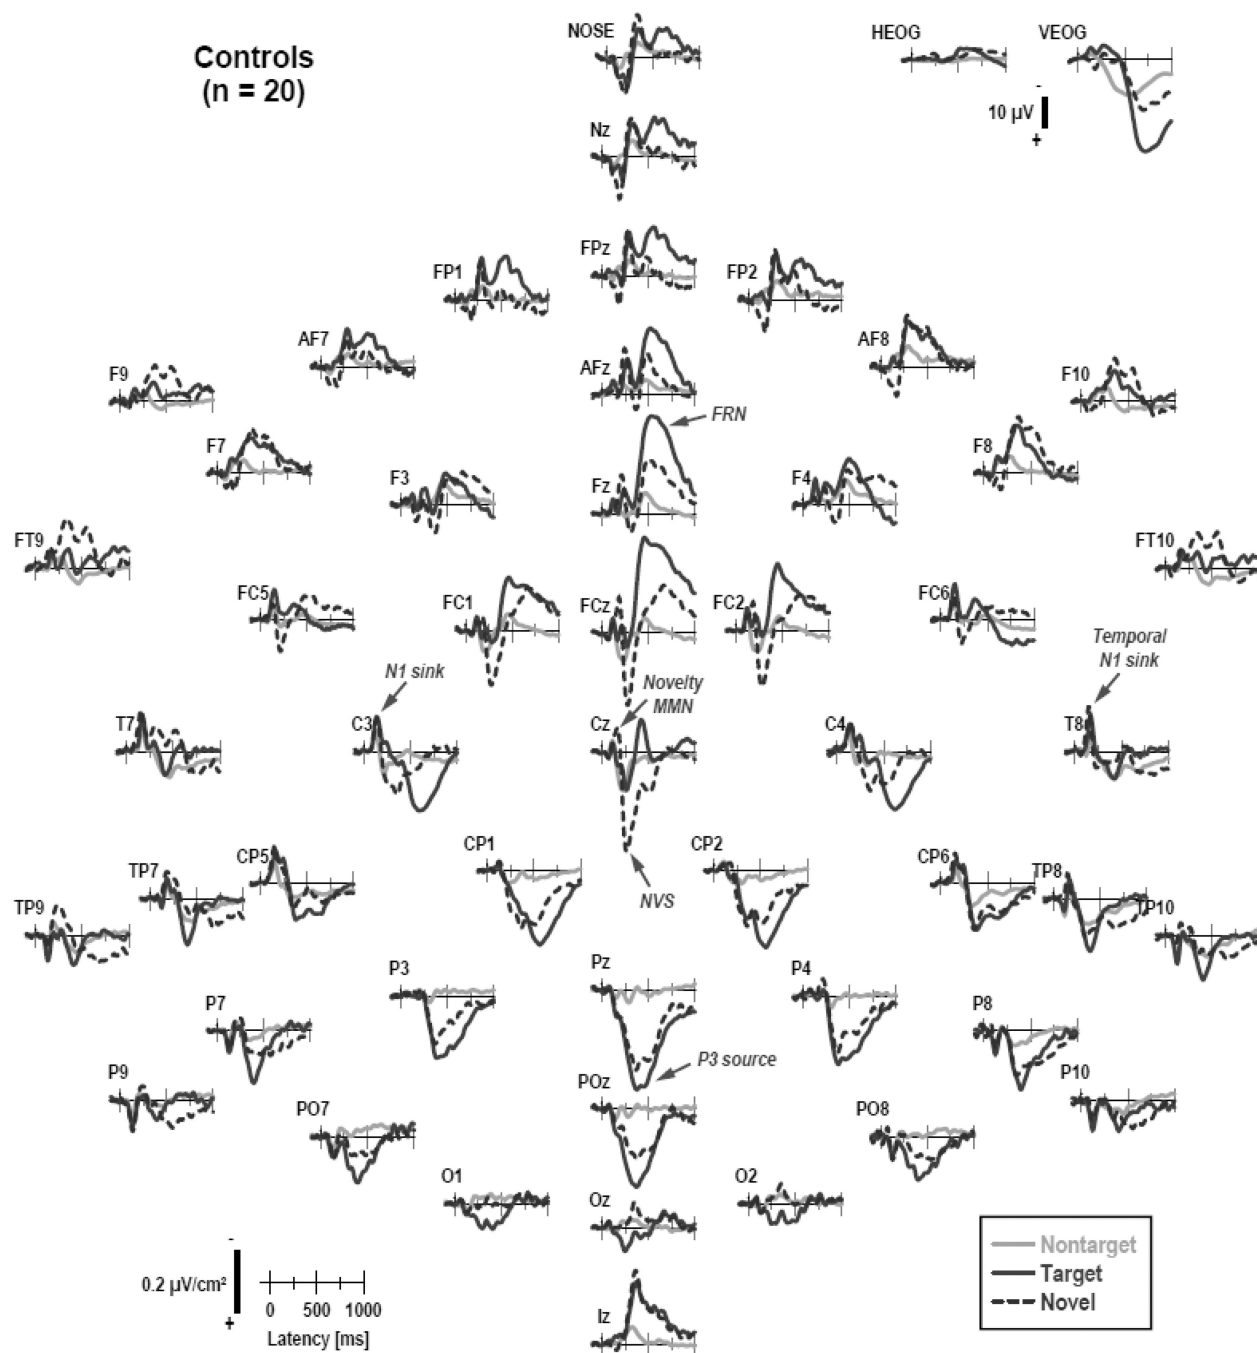 NOSE
HEOG
VEOG
Controls
(n = 20)
-
10 µV
+
Nz
FPz
FP1
FP2
AF7
AF8
AFz
F9
F10
FRN
F7
F8
F3
Fz
F4
FT9
FT10
FC5
FC1
FCz
FC2
FC6
Temporal
N1 sink
N1 sink
Novelty
MMN
T7
C3
Cz
C4
T8
CP5
CP1
CP2
CP6
TP7
TP8
NVS
TP9
TP10
P3
Pz
P4
P7
P8
P3 source
P9
POz
P10
PO7
PO8
O1
O2
Oz
-
0.2 µV/cm²
+
0 500 1000
Latency [ms]
Iz
Nontarget
Target
Novel